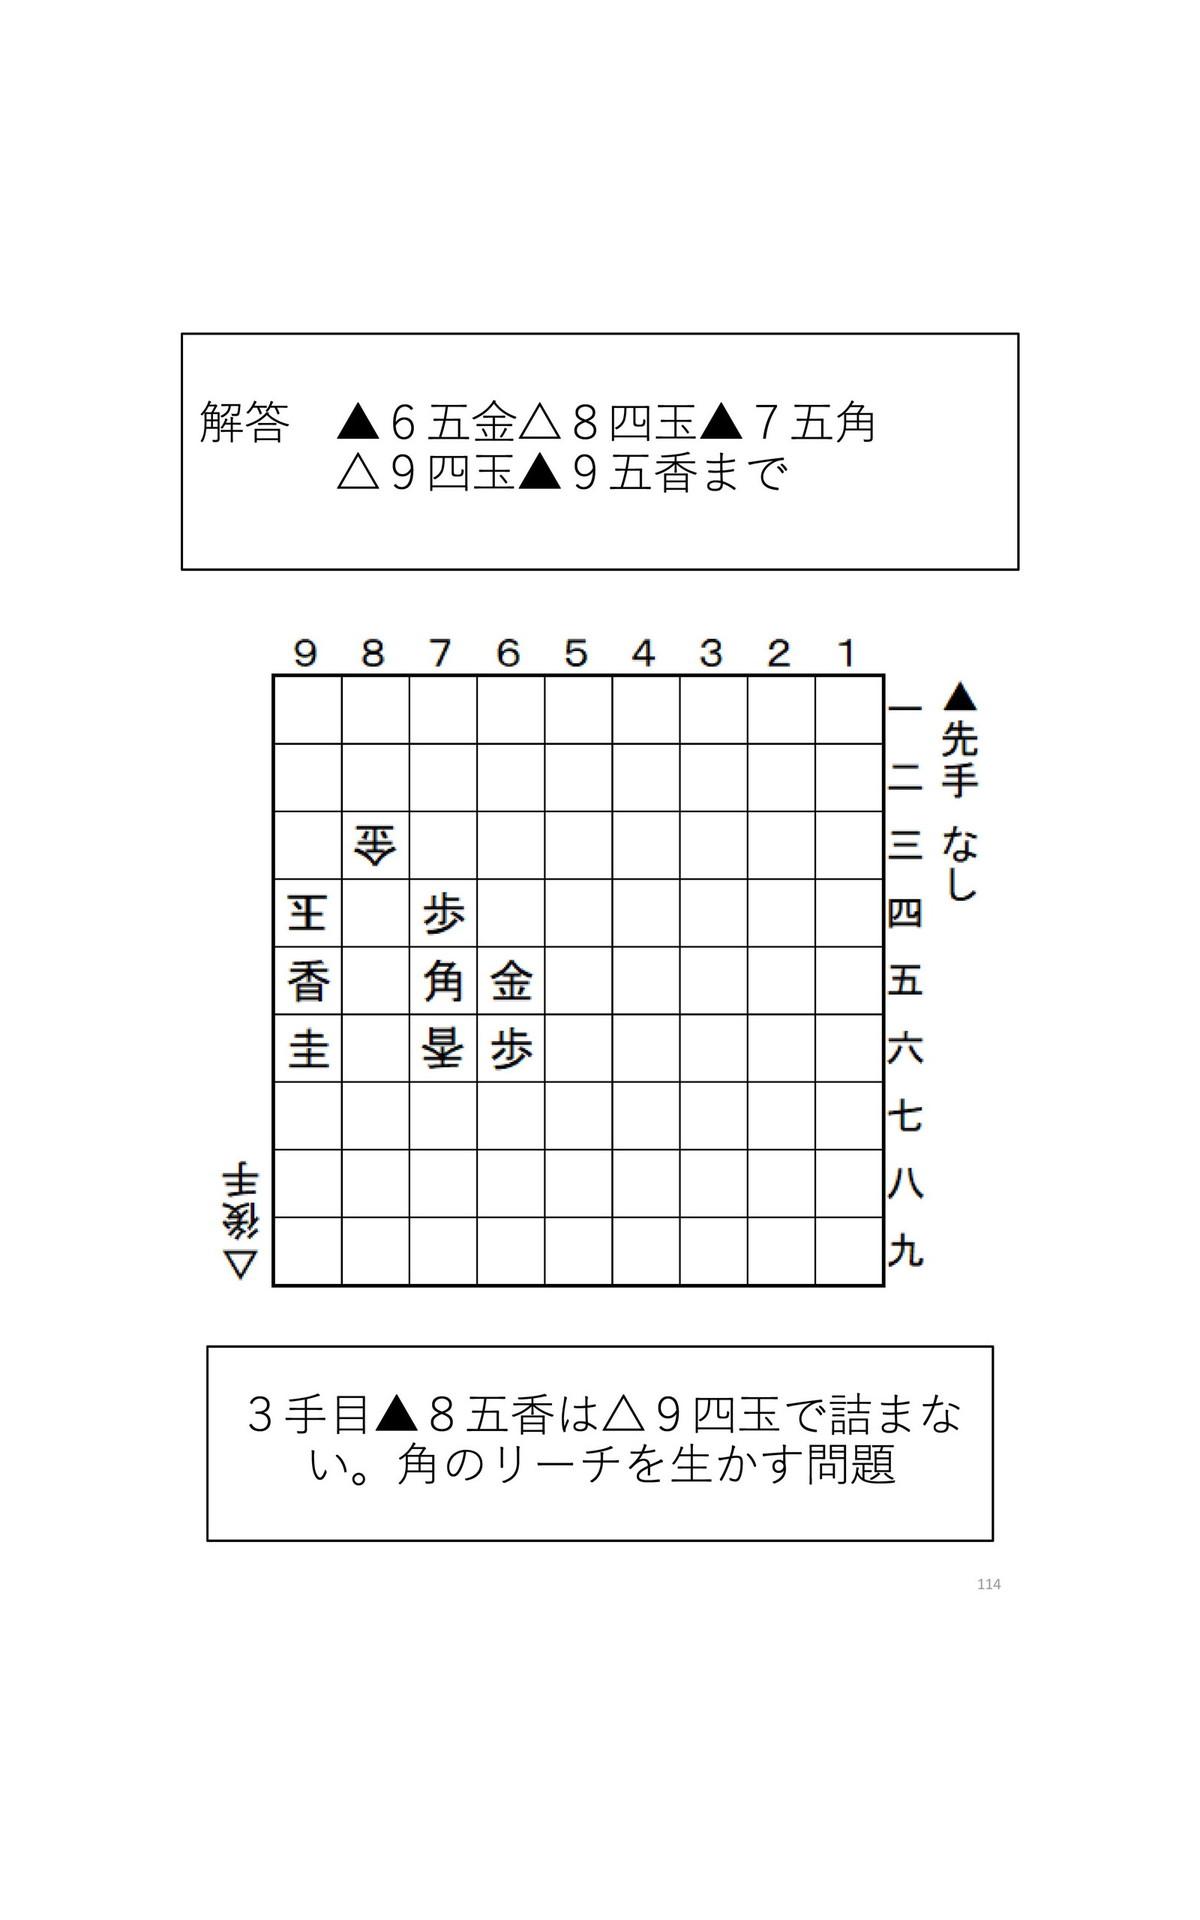 解答　▲６五金△８四玉▲７五角
△９四玉▲９五香まで
９ ８ ７ ６ ５ ４ ３ ２ １
一
二
金 三
王 歩 四
香 角 金 五
圭 杏 歩 六
七
八
九
▲先手 なし
△後手
３手目▲８五香は△９四玉で詰まな
い。角のリーチを生かす問題
114